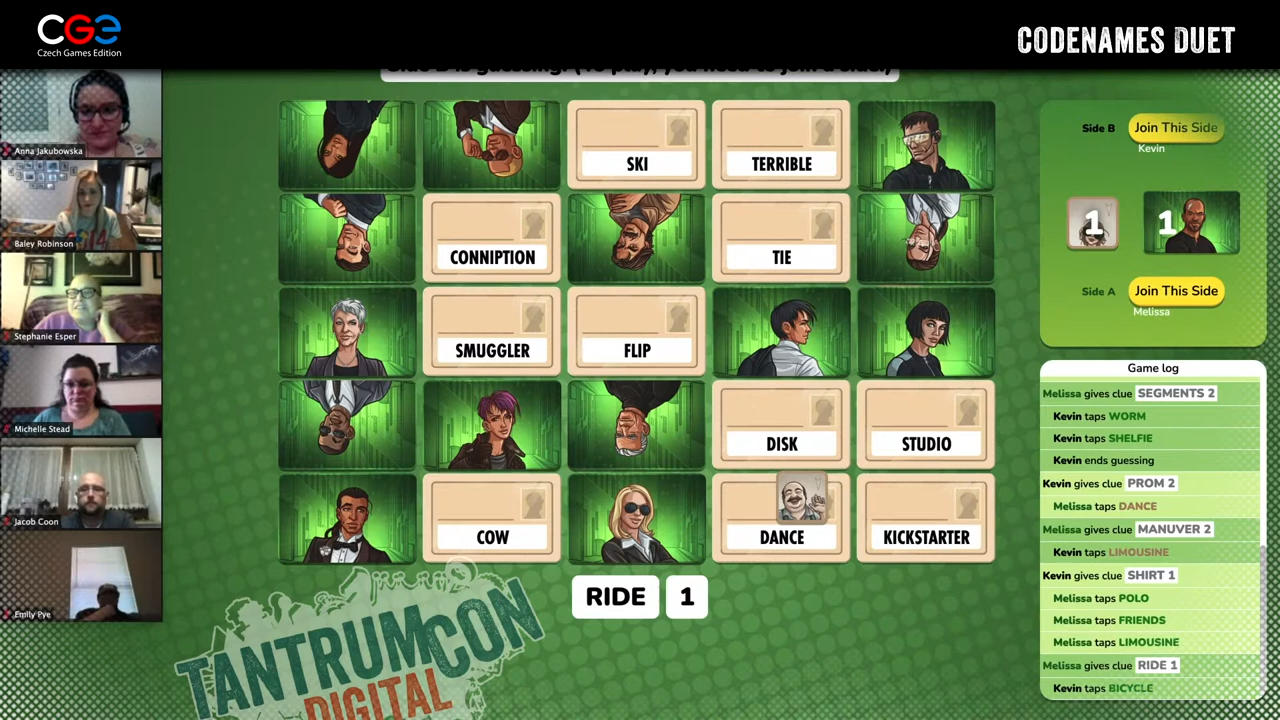 CGE
Czech Games Edition
CODENAMES DUET
Anna Jakubowska
Baley Robinson
Stephanie Esper
Michelle Stead
Jacob Coon
Emily Pye
SKI
TERRIBLE
CONNIPTION
TIE
SMUGGLER
FLIP
DISK
STUDIO
COW
DANCE
KICKSTARTER
RIDE 1
TANTRUMCON
DIGITAL
Side B
Join This Side
Kevin
1
1
Side A
Join This Side
Melissa
Game log
Melissa gives clue SEGMENTS 2
Kevin taps WORM
Kevin taps SHELFIE
Kevin ends guessing
Kevin gives clue PROM 2
Melissa taps DANCE
Melissa gives clue MANUVER 2
Kevin taps LIMOUSINE
Kevin gives clue SHIRT 1
Melissa taps POLO
Melissa taps FRIENDS
Melissa taps LIMOUSINE
Melissa gives clue RIDE 1
Kevin taps BICYCLE